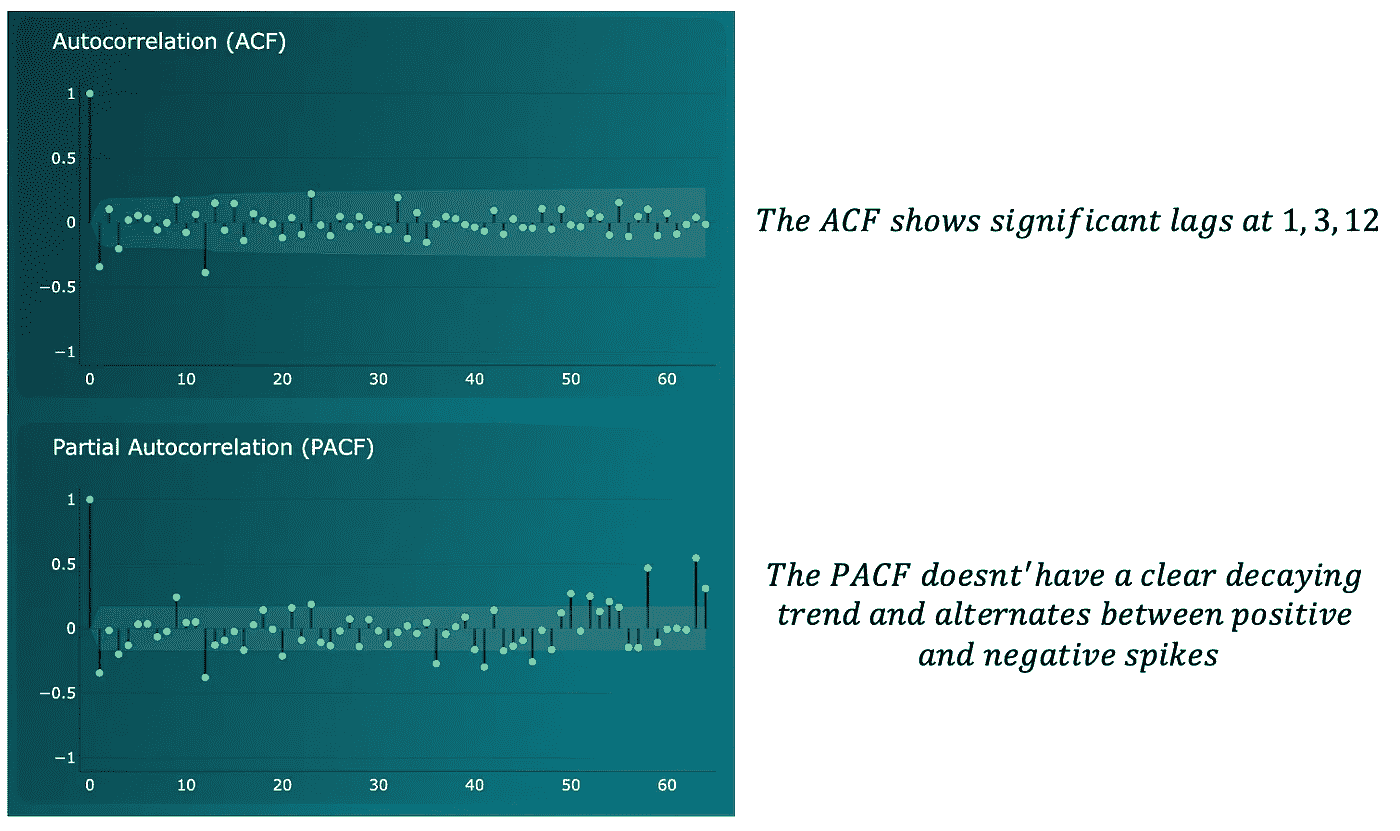 Autocorrelation (ACF)
1
0.5
0
−0.5
−1
0 10 20 30 40 50 60
The ACF shows significant lags at 1, 3, 12
Partial Autocorrelation (PACF)
1
0.5
0
−0.5
−1
0 10 20 30 40 50 60
The PACF doesnt'have a clear decaying
trend and alternates between positive
and negative spikes